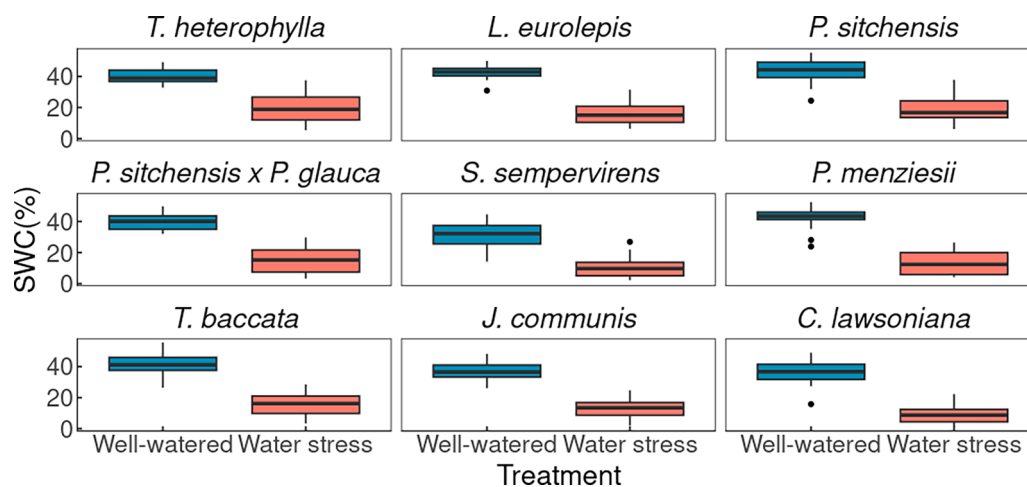 T. heterophylla
L. eurolepis
P. sitchensis
40
20
0
P. sitchensis x P. glauca
S. sempervirens
P. menziesii
SWC(%)
40
20
0
T. baccata
J. communis
C. lawsoniana
40
20
0
Well-watered Water stress
Well-watered Water stress
Well-watered Water stress
Treatment